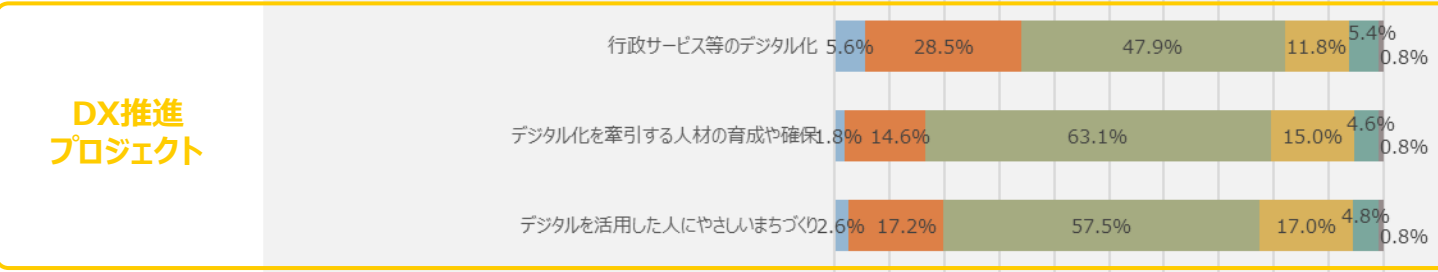 DX推進
プロジェクト
行政サービス等のデジタル化 5.6% 28.5% 47.9% 11.8% 5.4% 0.8%
デジタル化を牽引する人材の育成や確保 1.8% 14.6% 63.1% 15.0% 4.6% 0.8%
デジタルを活用した人にやさしいまちづくり 2.6% 17.2% 57.5% 17.0% 4.8% 0.8%